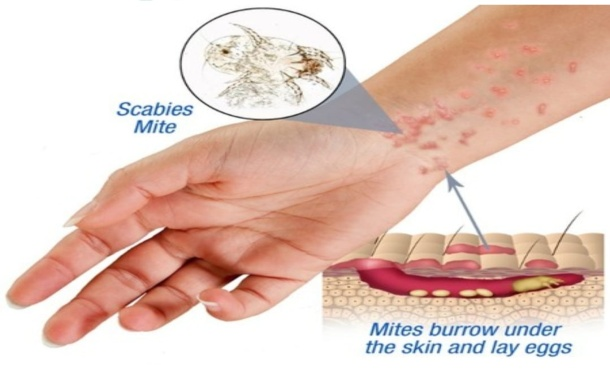 Scabies
Mite
Mites burrow under
the skin and lay eggs